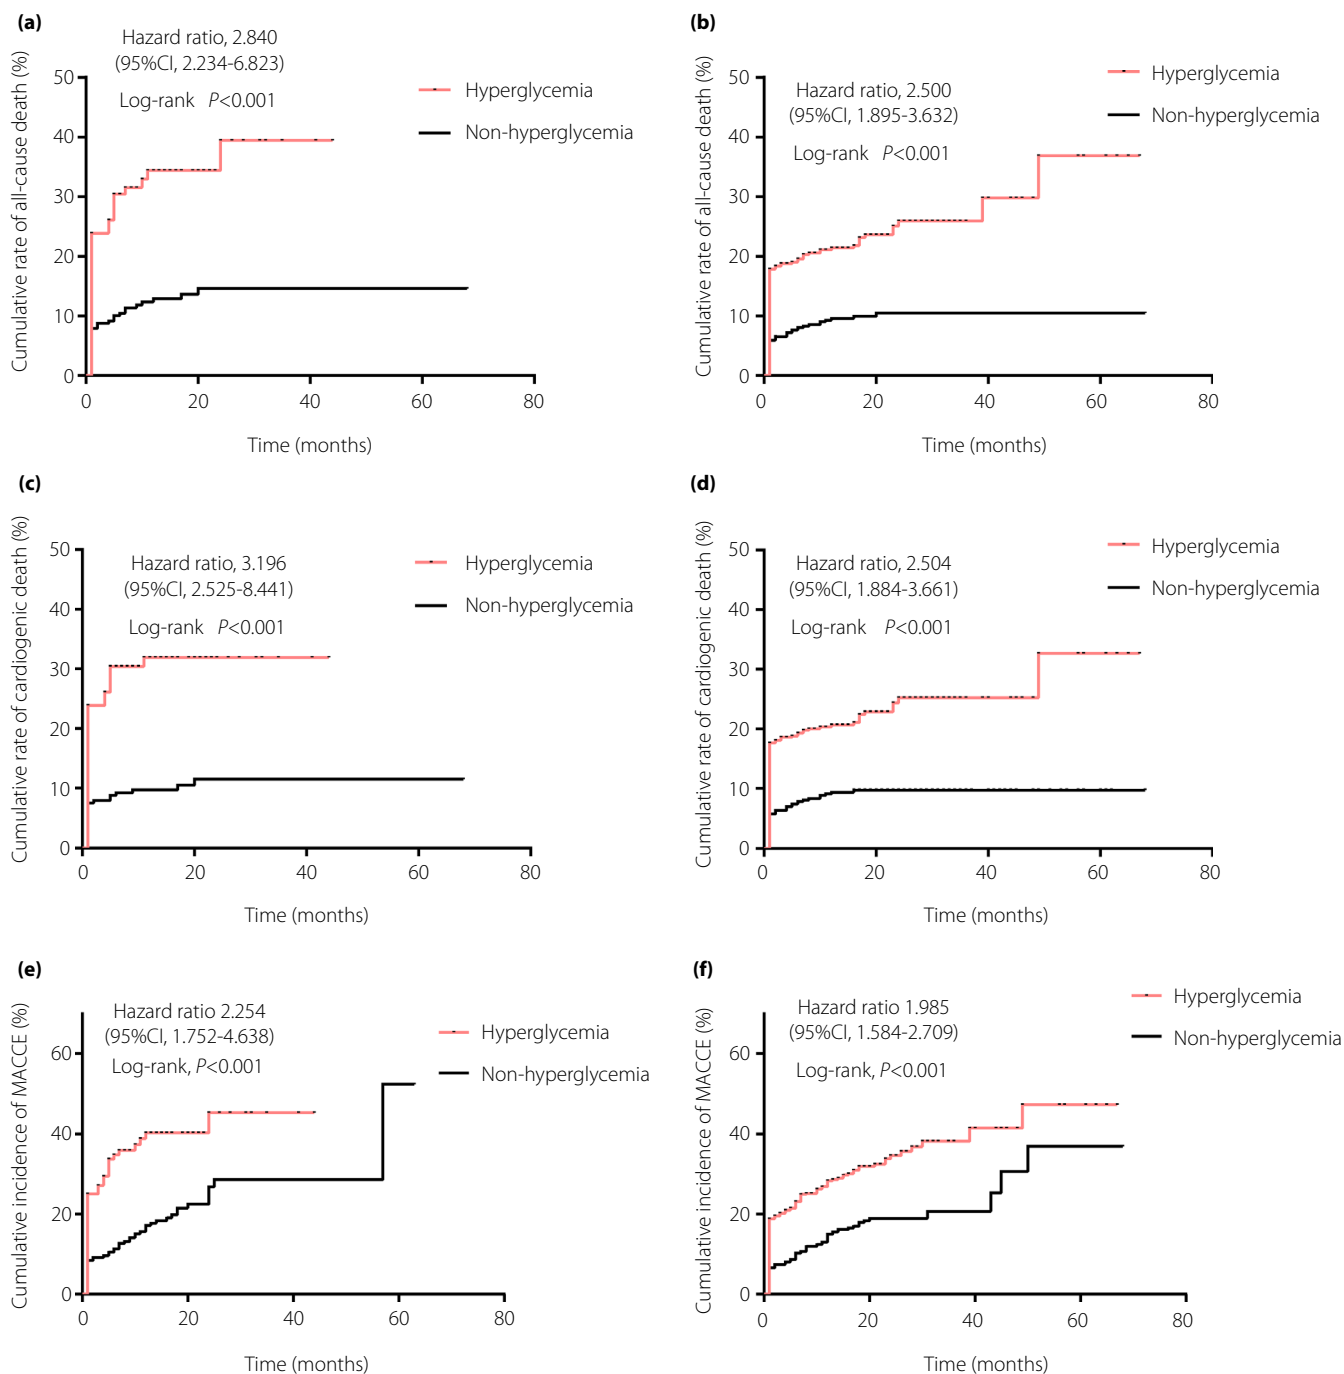 (a)
Hazard ratio, 2.840
(95%CI, 2.234-6.823)
Log-rank P<0.001
Hyperglycemia
Non-hyperglycemia
Cumulative rate of all-cause death (%)
50
40
30
20
10
0
0 20 40 60 80
Time (months)
(b)
Hazard ratio, 2.500
(95%CI, 1.895-3.632)
Log-rank P<0.001
Hyperglycemia
Non-hyperglycemia
Cumulative rate of all-cause death (%)
50
40
30
20
10
0
0 20 40 60 80
Time (months)
(c)
Hazard ratio, 3.196
(95%CI, 2.525-8.441)
Log-rank P<0.001
Hyperglycemia
Non-hyperglycemia
Cumulative rate of cardiogenic death (%)
50
40
30
20
10
0
0 20 40 60 80
Time (months)
(d)
Hazard ratio, 2.504
(95%CI, 1.884-3.661)
Log-rank P<0.001
Hyperglycemia
Non-hyperglycemia
Cumulative rate of cardiogenic death (%)
50
40
30
20
10
0
0 20 40 60 80
Time (months)
(e)
Hazard ratio 2.254
(95%CI, 1.752-4.638)
Log-rank, P<0.001
Hyperglycemia
Non-hyperglycemia
Cumulative incidence of MACCE (%)
60
40
20
0
0 20 40 60 80
Time (months)
(f)
Hazard ratio 1.985
(95%CI, 1.584-2.709)
Log-rank, P<0.001
Hyperglycemia
Non-hyperglycemia
Cumulative incidence of MACCE (%)
60
40
20
0
0 20 40 60 80
Time (months)